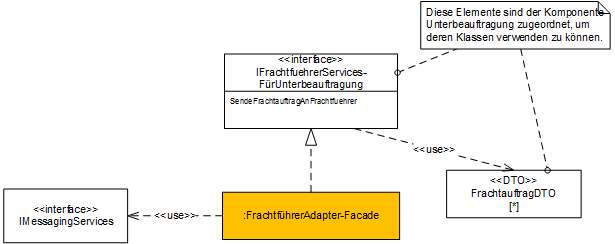 Diese Elemente sind der Komponente
Unterbeauftragung zugeordnet, um
deren Klassen verwenden zu können.
<<interface>>
IFrachtfuehrerServices-
FürUnterbeauftragung
SendeFrachtauftragAnFrachtfuehrer
<<use>>
<<DTO>>
FrachtauftragDTO
[*]
<<interface>>
IMessagingServices
<<use>>
:FrachtführerAdapter-Facade